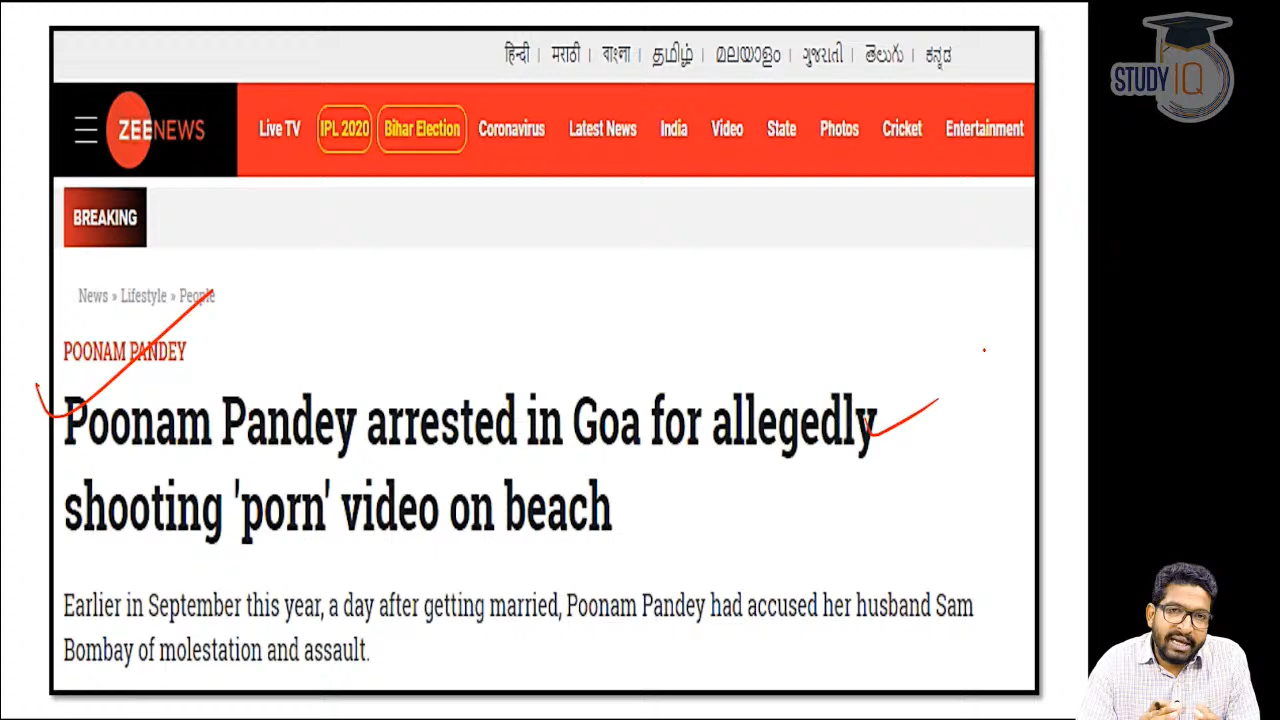 हिन्दी | मराठी | বাংলা | தமிழ் | മലയാളം | ગુજરાતી | తెలుగు | ಕನ್ನಡ
STUDY IQ
ZEENEWS
Live TV IPL 2020 Bihar Election Coronavirus Latest News India Video State Photos Cricket Entertainment
BREAKING
News » Lifestyle » People
POONAM PANDEY
Poonam Pandey arrested in Goa for allegedly
shooting 'porn' video on beach
Earlier in September this year, a day after getting married, Poonam Pandey had accused her husband Sam
Bombay of molestation and assault.